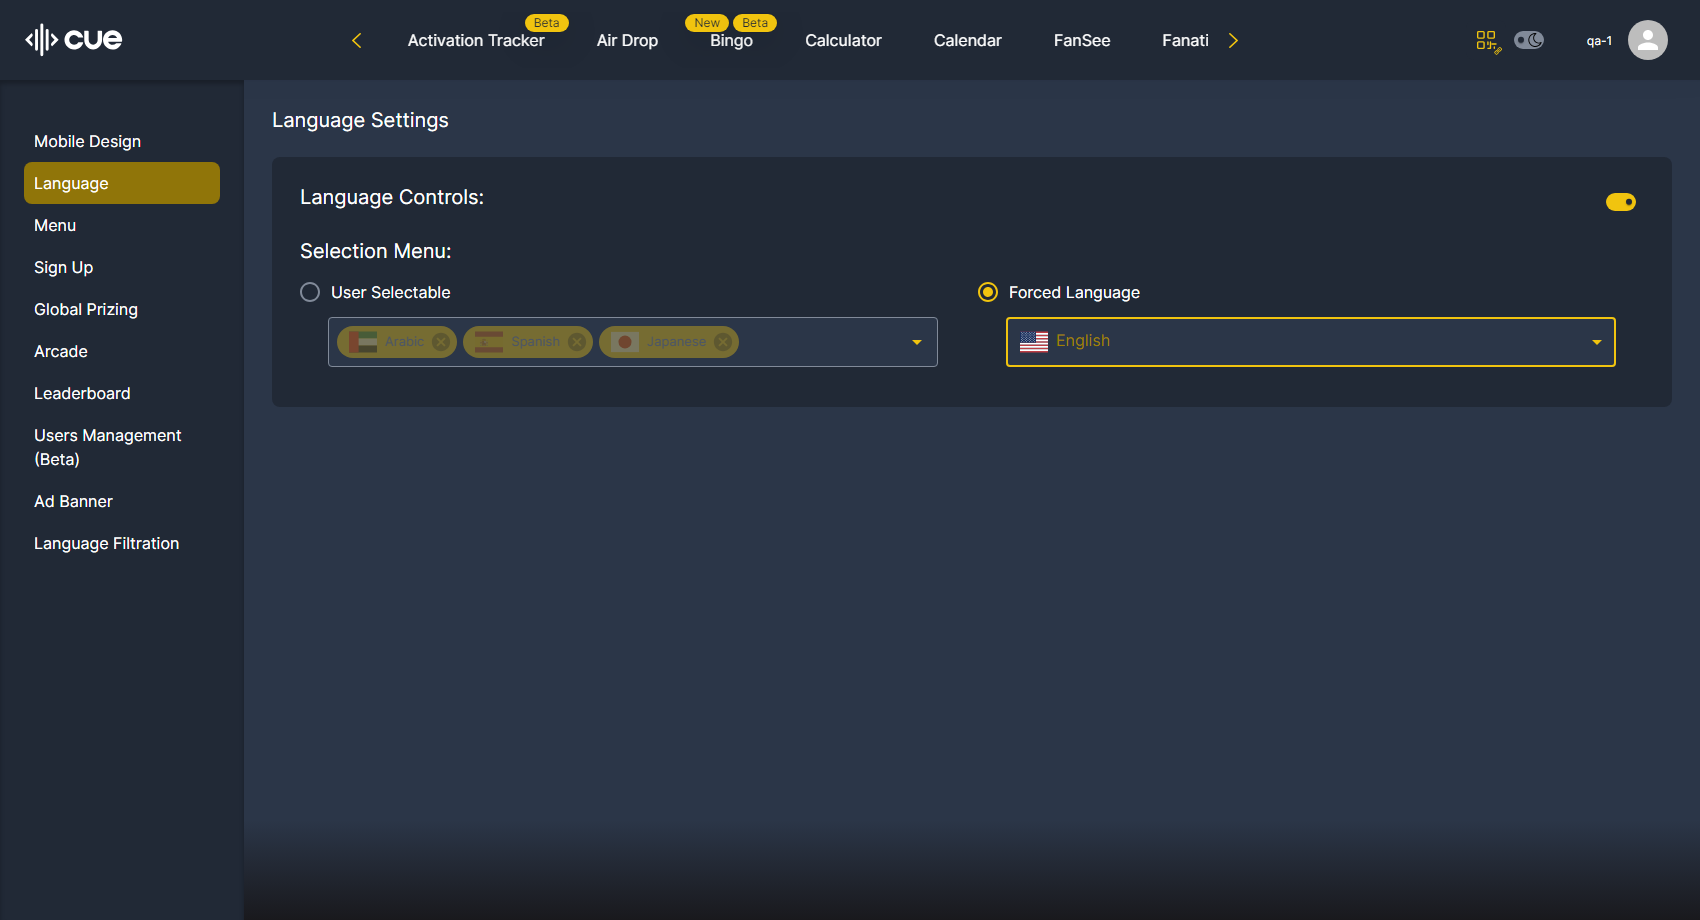 cue
Beta
New
Beta
Activation Tracker
Air Drop
Bingo
Calculator
Calendar
FanSee
Fanati
qa-1
Mobile Design
Language
Menu
Sign Up
Global Prizing
Arcade
Leaderboard
Users Management
(Beta)
Ad Banner
Language Filtration
Language Settings
Language Controls:
Selection Menu:
User Selectable
Arabic
Spanish
Japanese
Forced Language
English